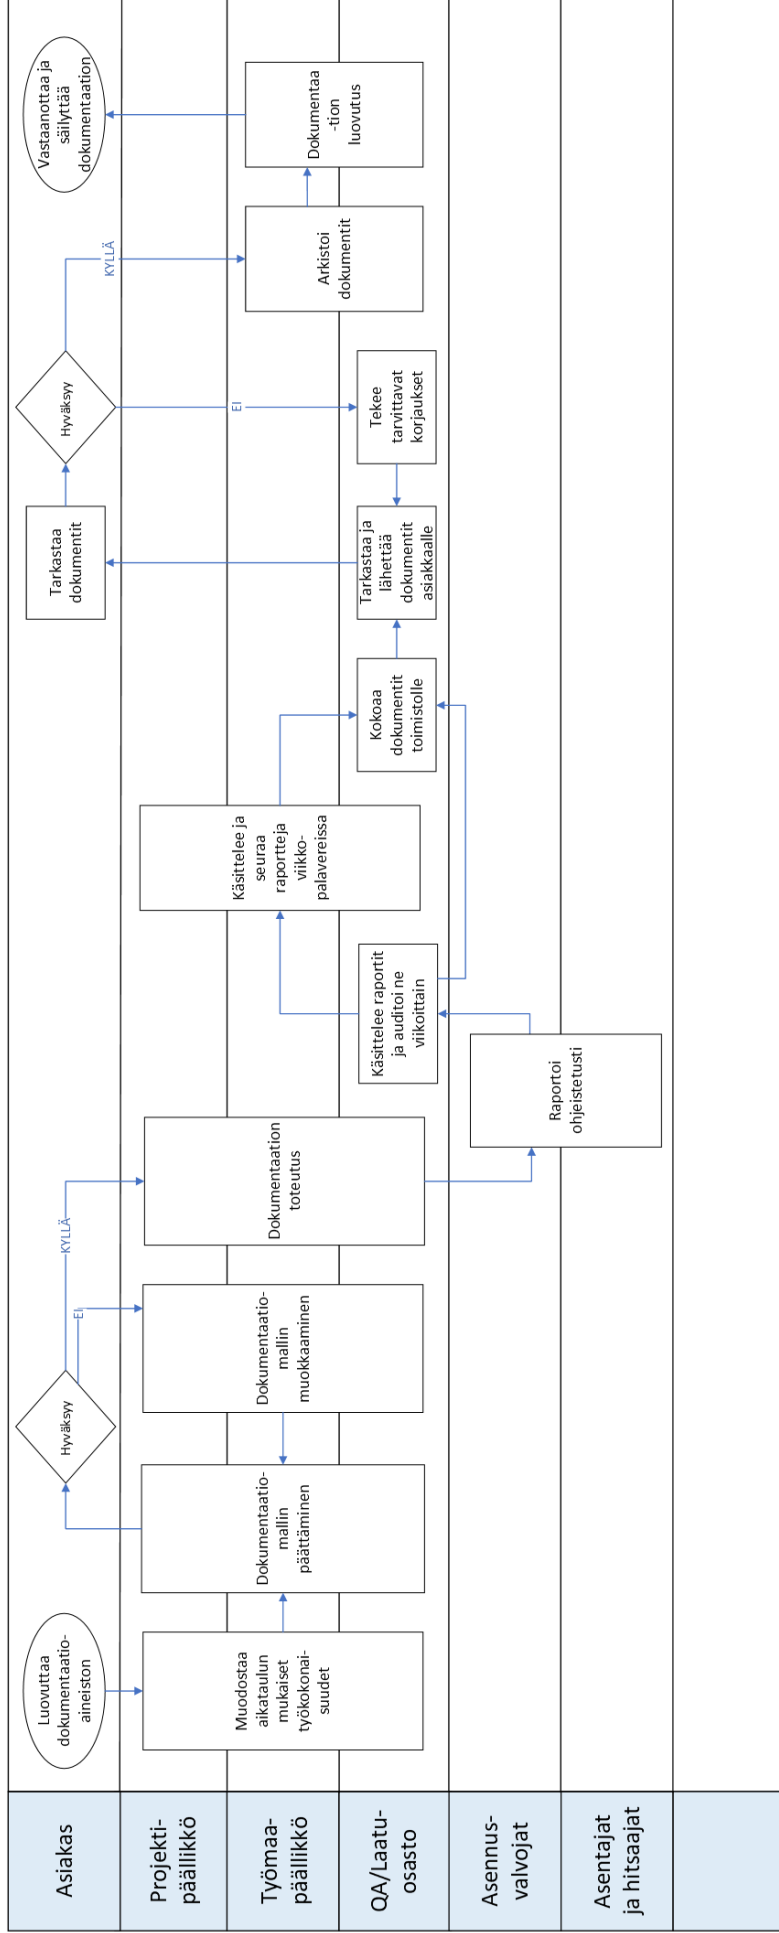 Asiakas
Projekti-
päällikkö
Työmaa-
päällikkö
QA/Laatu-
osasto
Asennus-
valvojat
Asentajat
ja hitsaajat
Luovuttaa
dokumentaatio-
aineiston
Muodostaa
aikataulun
mukaiset
työkokonai-
suudet
Dokumentaatio-
mallin
päättäminen
Hyväksyy
EI
KYLLÄ
Dokumentaatio-
mallin
muokkaaminen
Dokumentaation
toteutus
Raportoi
ohjeistetusti
Käsittelee raportit
ja auditoi ne
viikoittain
Käsittelee ja
seuraa
raportteja
viikko-
palavereissa
Kokoaa
dokumentit
toimistolle
Tarkastaa ja
lähettää
dokumentit
asiakkaalle
Tarkastaa
dokumentit
Hyväksyy
EI
KYLLÄ
Tekee
tarvittavat
korjaukset
Arkistoi
dokumentit
Dokumentaa
-tion
luovutus
Vastaanottaa ja
säilyttää
dokumentaation